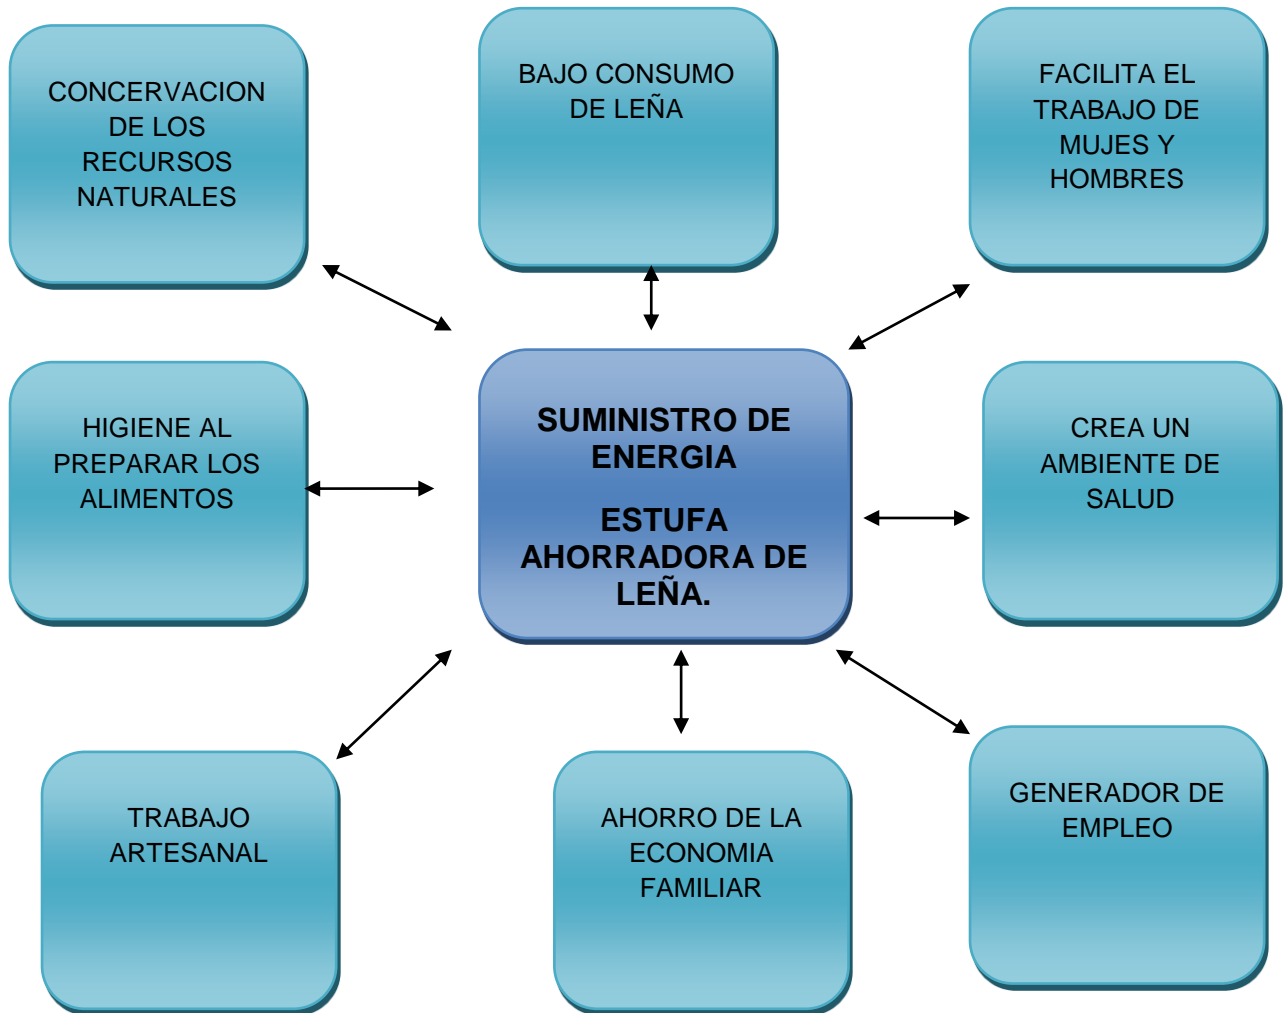 CONCERVACION
DE LOS
RECURSOS
NATURALES
BAJO CONSUMO
DE LEÑA
FACILITA EL
TRABAJO DE
MUJES Y
HOMBRES
HIGIENE AL
PREPARAR LOS
ALIMENTOS
SUMINISTRO DE
ENERGIA
ESTUFA
AHORRADORA DE
LEÑA.
CREA UN
AMBIENTE DE
SALUD
TRABAJO
ARTESANAL
AHORRO DE LA
ECONOMIA
FAMILIAR
GENERADOR DE
EMPLEO